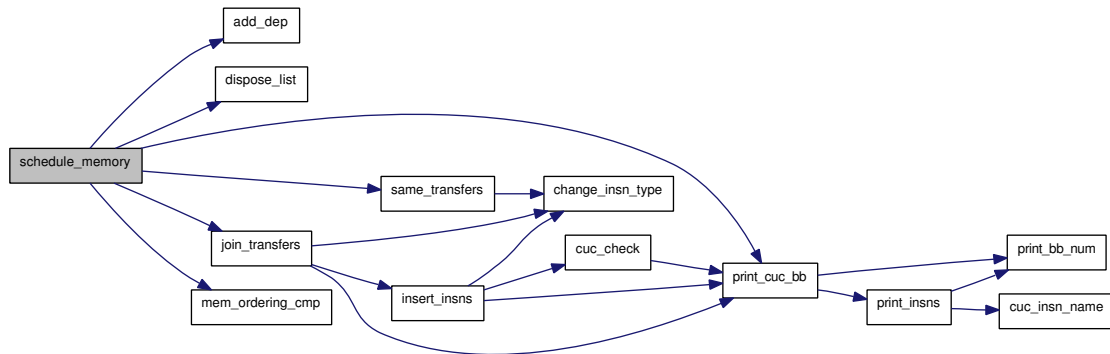 add_dep
dispose_list
schedule_memory
same_transfers
change_insn_type
join_transfers
cuc_check
print_bb_num
print_cuc_bb
mem_ordering_cmp
insert_insns
print_insns
cuc_insn_name